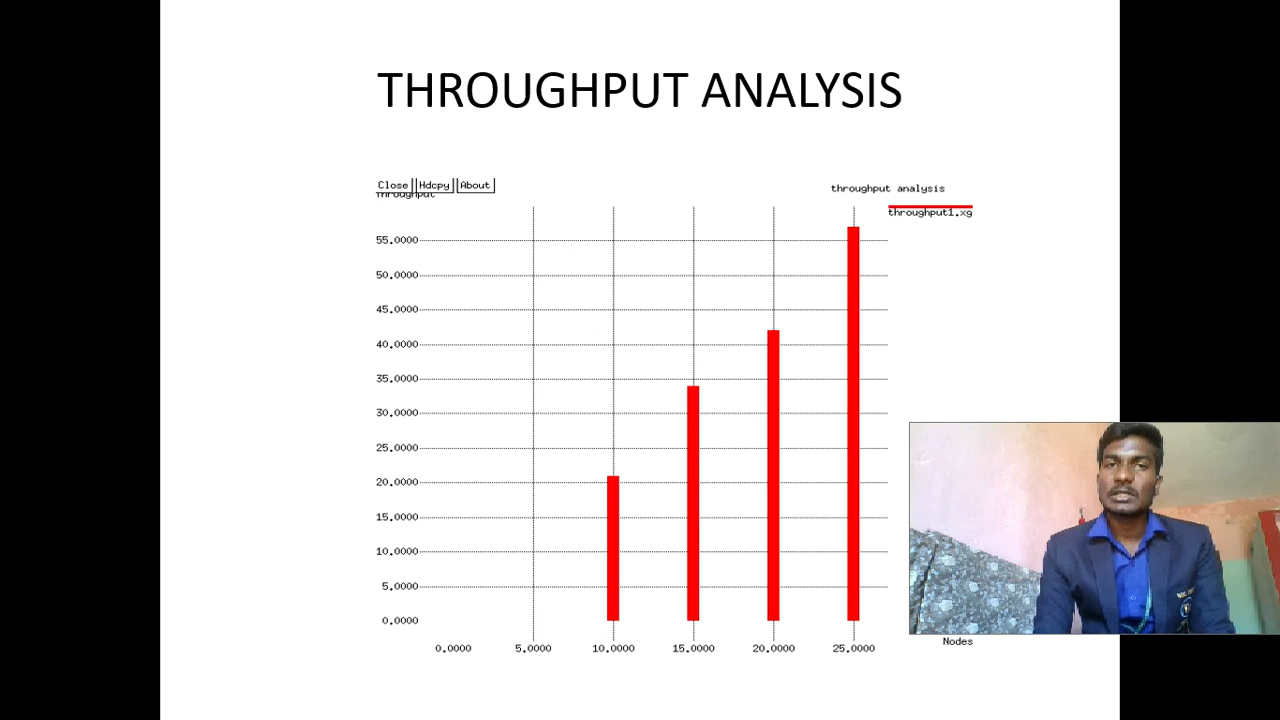 THROUGHPUT ANALYSIS
Close Hdcpy About
Throughput
throughput analysis
throughput1.xg
55.0000
50.0000
45.0000
40.0000
35.0000
30.0000
25.0000
20.0000
15.0000
10.0000
5.0000
0.0000
0.0000 5.0000 10.0000 15.0000 20.0000 25.0000
Nodes